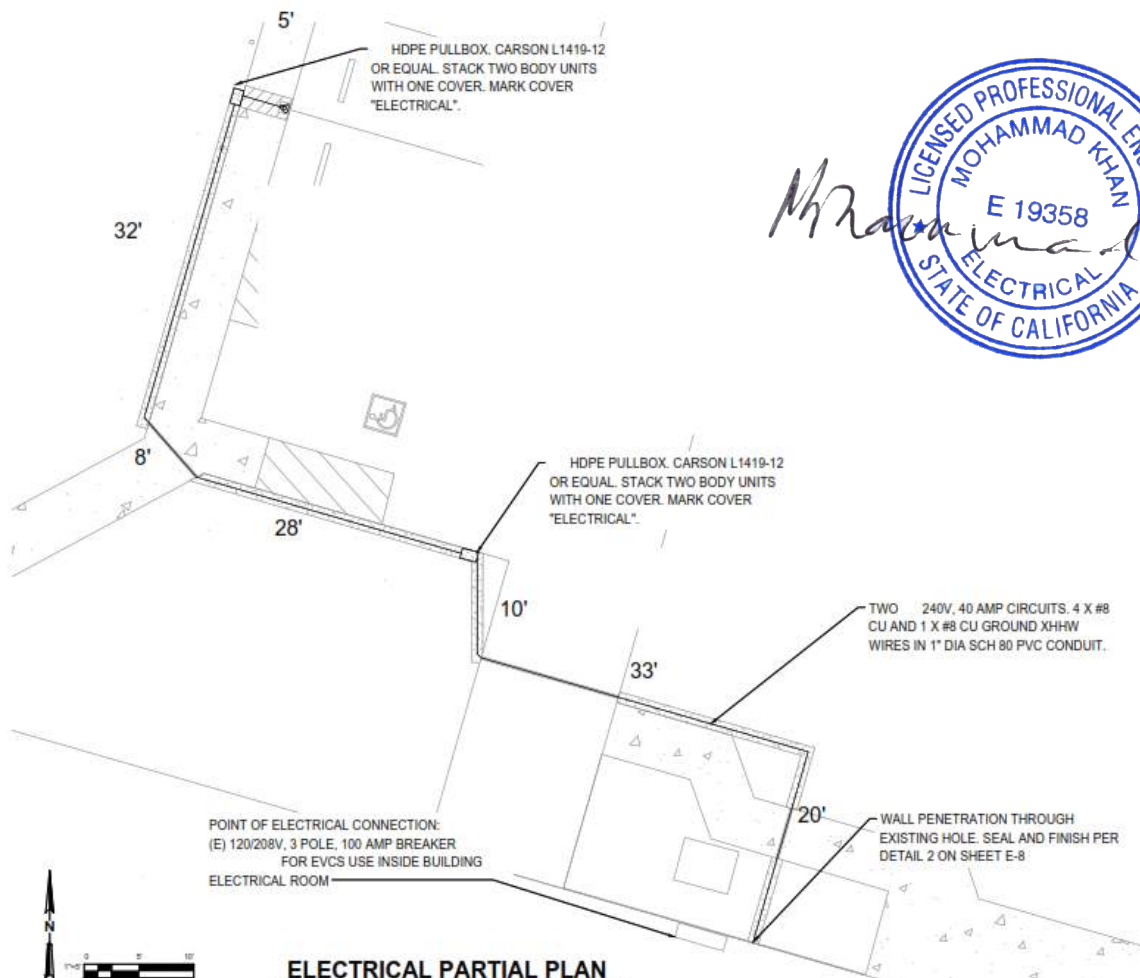 5'
HDPE PULLBOX. CARSON L1419-12
OR EQUAL. STACK TWO BODY UNITS
WITH ONE COVER. MARK COVER
"ELECTRICAL".
LICENSED PROFESSIONAL
MOHAMMAD KHAN
E 19358
ELECTRICAL
STATE OF CALIFORNIA
32'
8'
28'
HDPE PULLBOX. CARSON L1419-12
OR EQUAL. STACK TWO BODY UNITS
WITH ONE COVER. MARK COVER
"ELECTRICAL".
10'
TWO 240V, 40 AMP CIRCUITS. 4 X #8
CU AND 1 X #8 CU GROUND XHHW
WIRES IN 1" DIA SCH 80 PVC CONDUIT.
33'
20'
WALL PENETRATION THROUGH
EXISTING HOLE. SEAL AND FINISH PER
DETAIL 2 ON SHEET E-8
POINT OF ELECTRICAL CONNECTION:
(E) 120/208V, 3 POLE, 100 AMP BREAKER
FOR EVCS USE INSIDE BUILDING
ELECTRICAL ROOM
N
0 5' 10'
ELECTRICAL PARTIAL PLAN